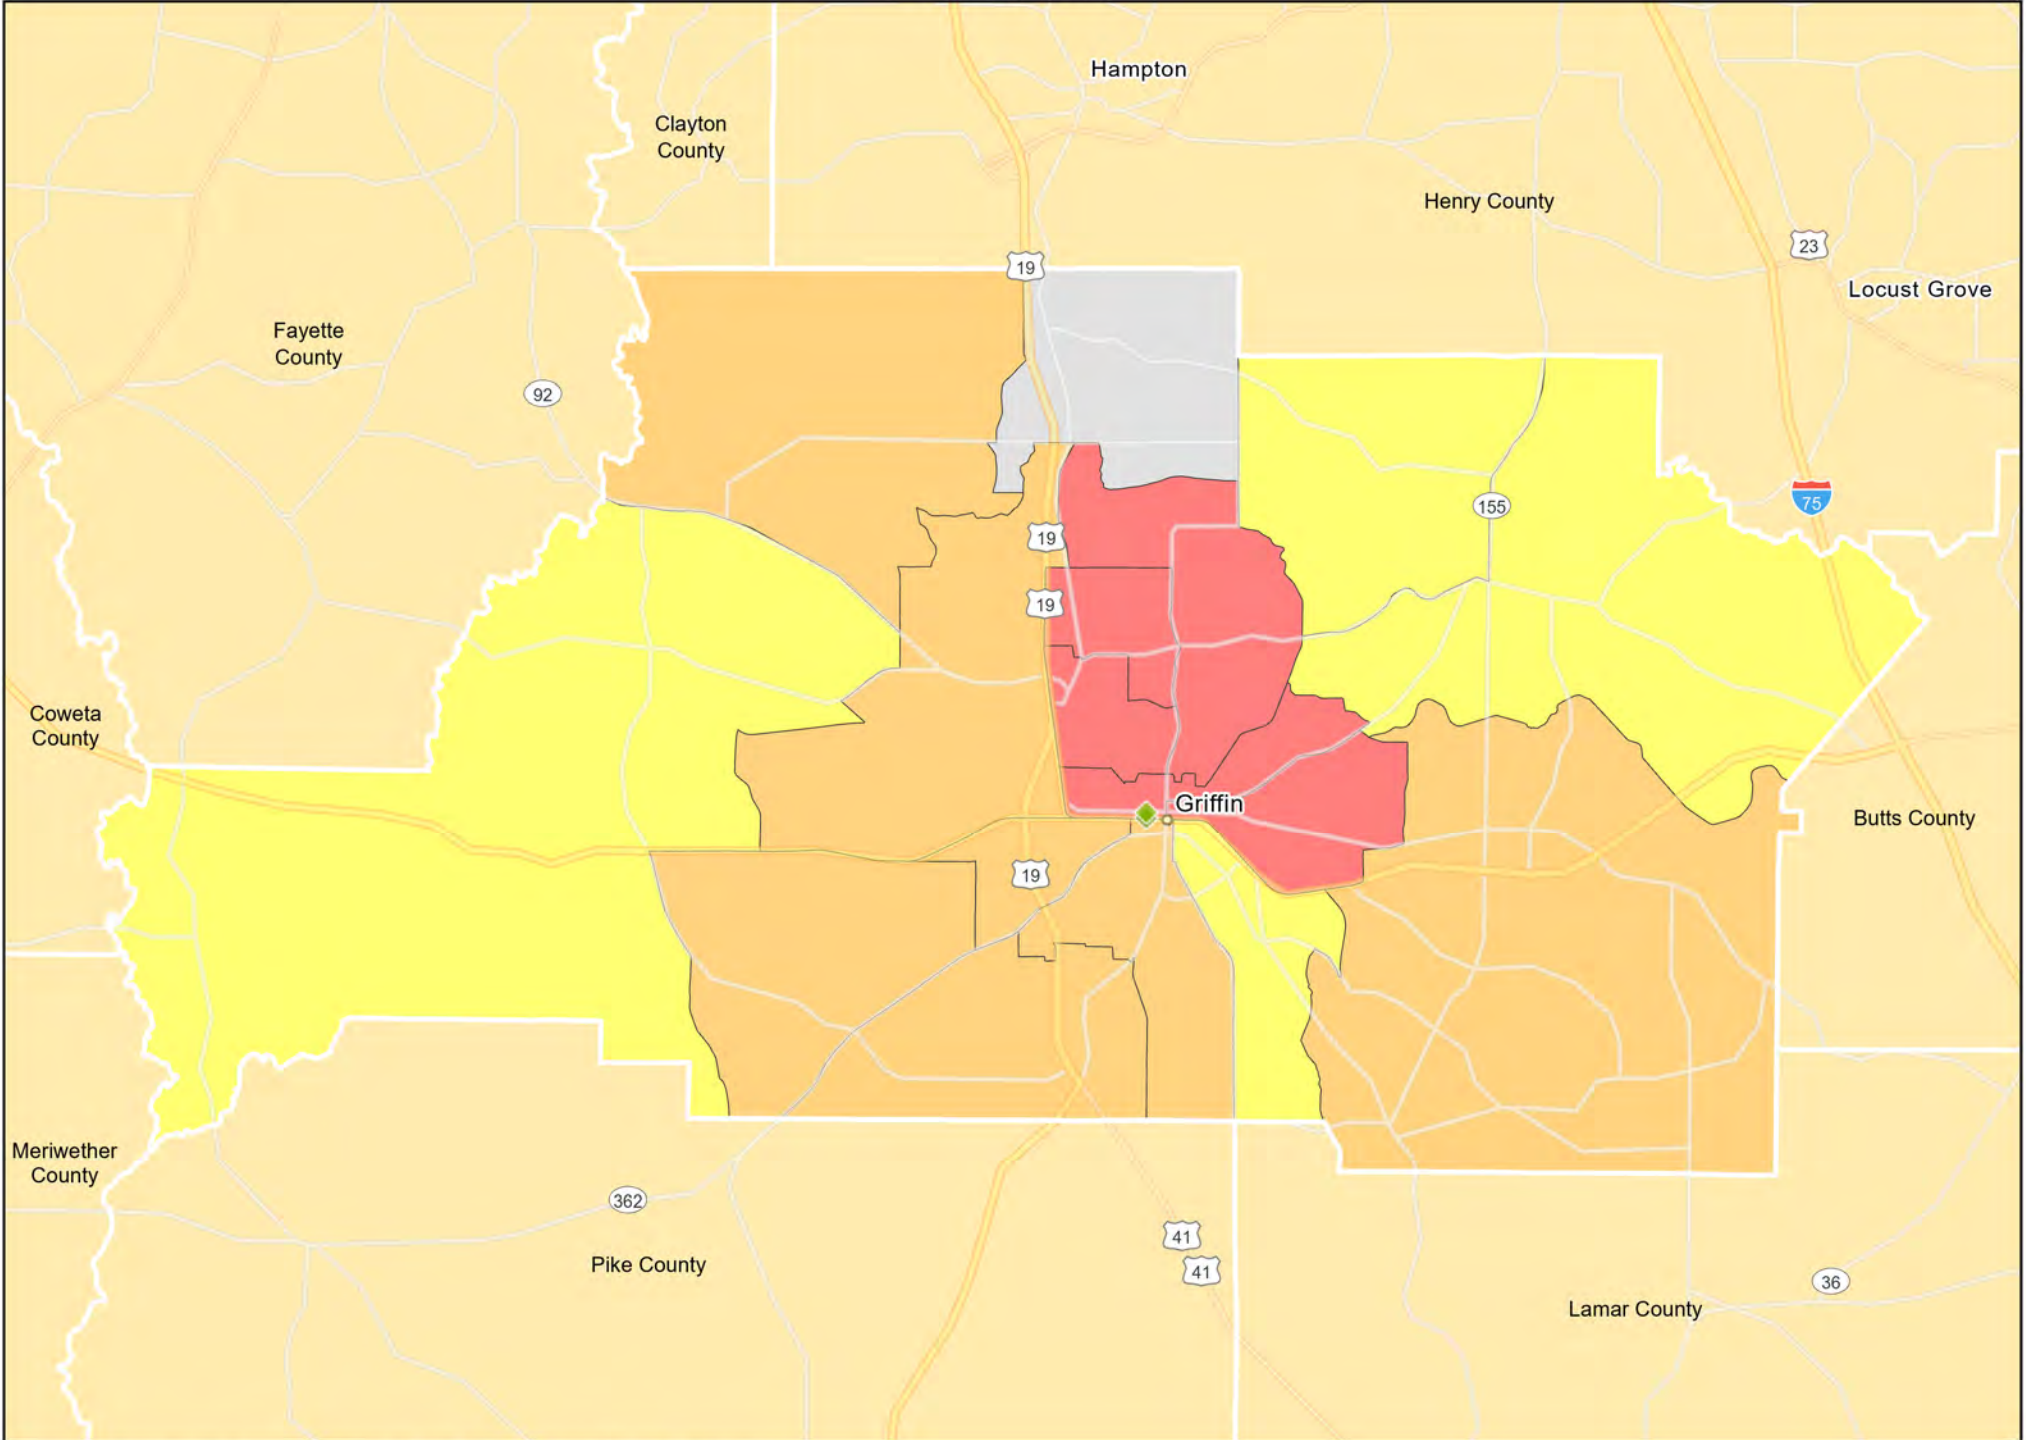 Hampton
Clayton
County
Henry County
23
19
Locust Grove
Fayette
County
92
75
155
19
19
Coweta
County
Griffin
Butts County
19
Meriwether
County
362
41
Pike County
41
36
Lamar County